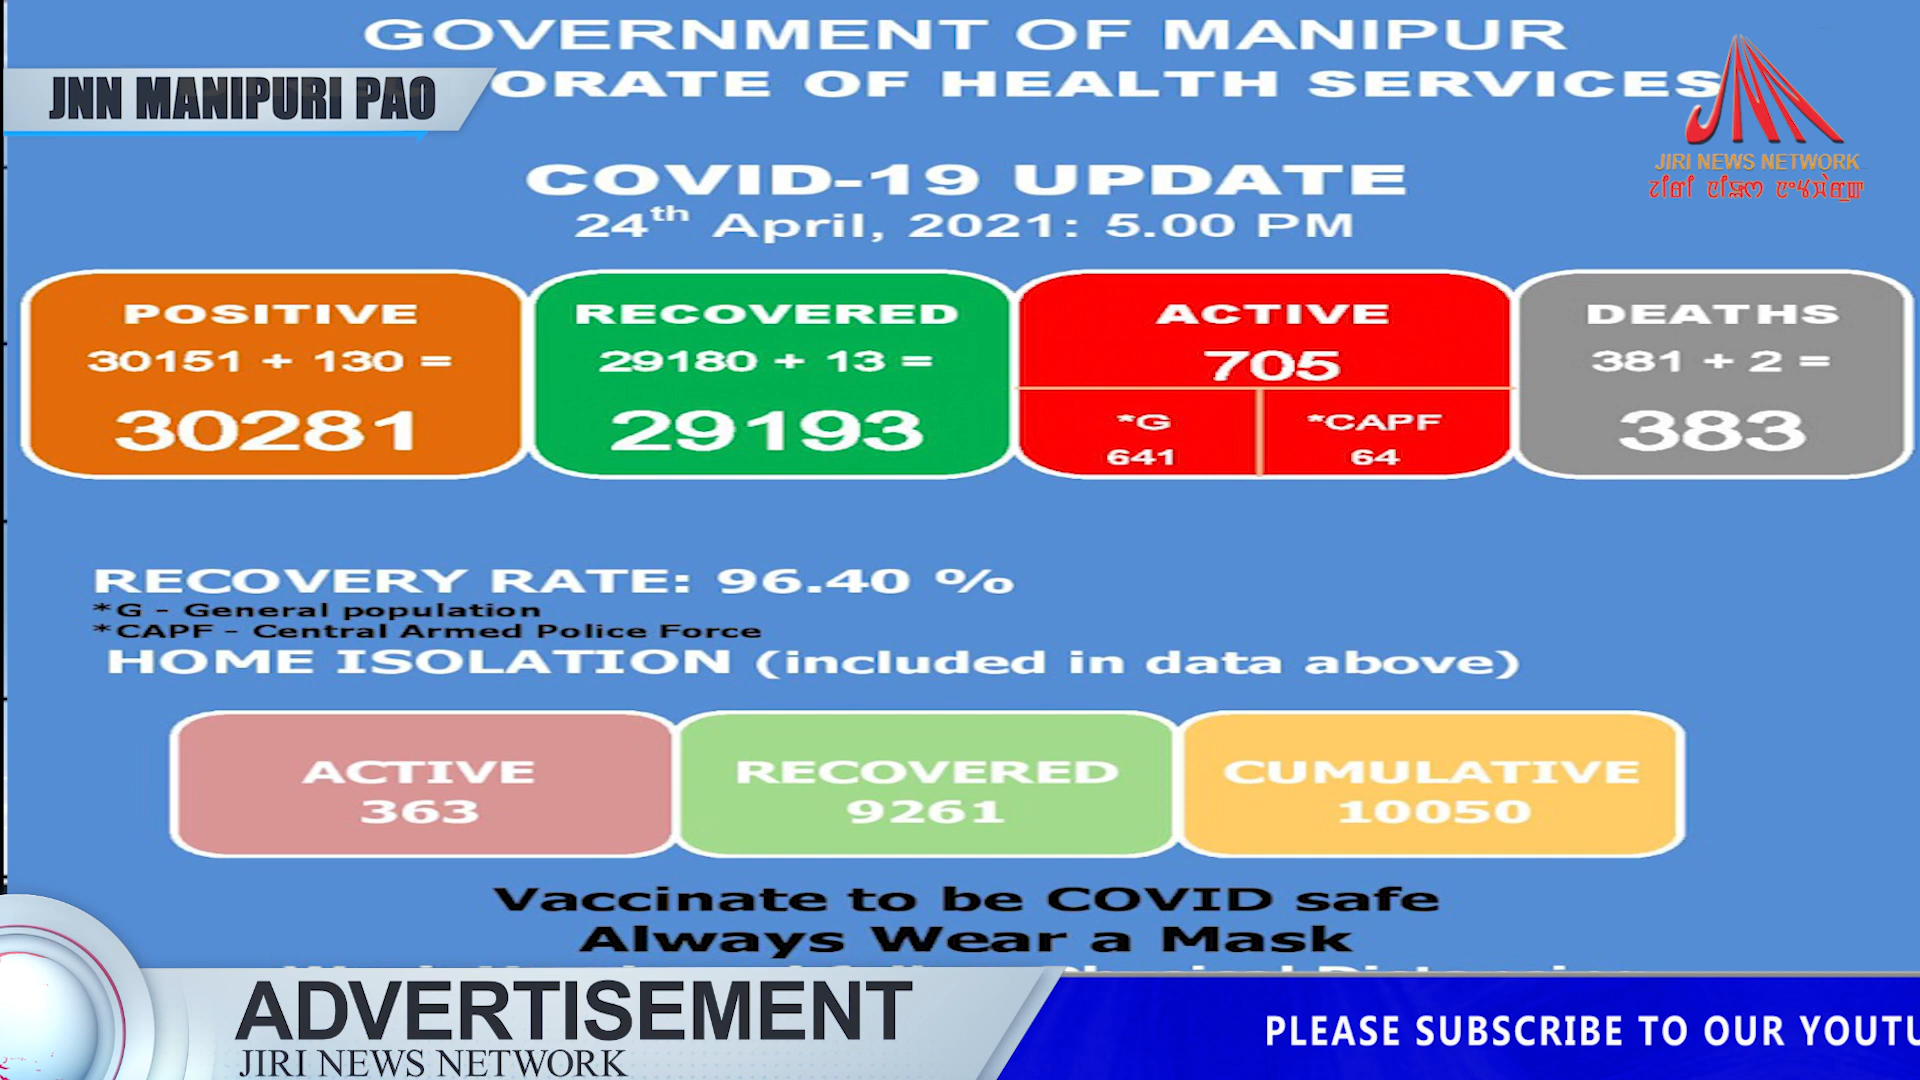 GOVERNMENT OF MANIPUR
ORATE OF HEALTH SERVICES
JNN MANIPURI PAO
JIRI NEWS NETWORK
COVID-19 UPDATE
24th April, 2021: 5.00 PM
POSITIVE
30151 + 130 =
30281
RECOVERED
29180 + 13 =
29193
ACTIVE
705
*G
641
*CAPF
64
DEATHS
381 + 2 =
383
RECOVERY RATE: 96.40 %
*G - General population
*CAPF - Central Armed Police Force
HOME ISOLATION (included in data above)
ACTIVE
363
RECOVERED
9261
CUMULATIVE
10050
Vaccinate to be COVID safe
Always Wear a Mask
ADVERTISEMENT
JIRI NEWS NETWORK
PLEASE SUBSCRIBE TO OUR YOUTU